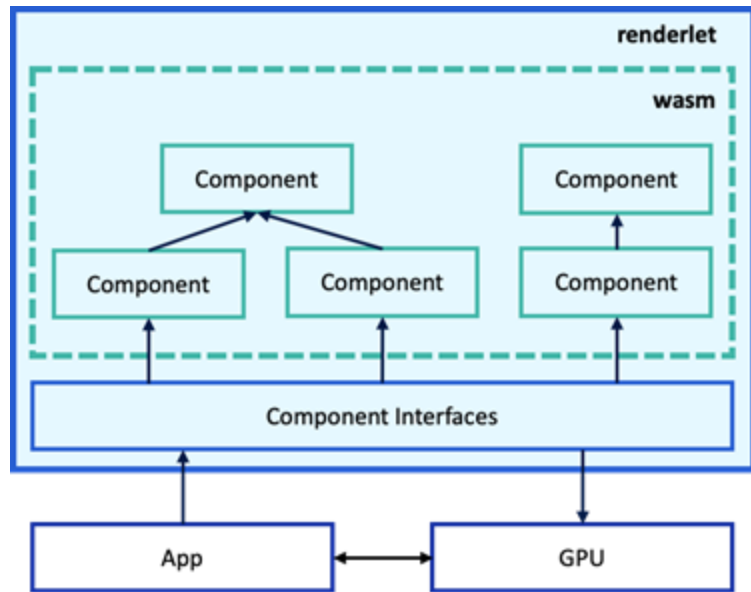 renderlet
wasm
Component
Component
Component
Component
Component
Component Interfaces
App
GPU